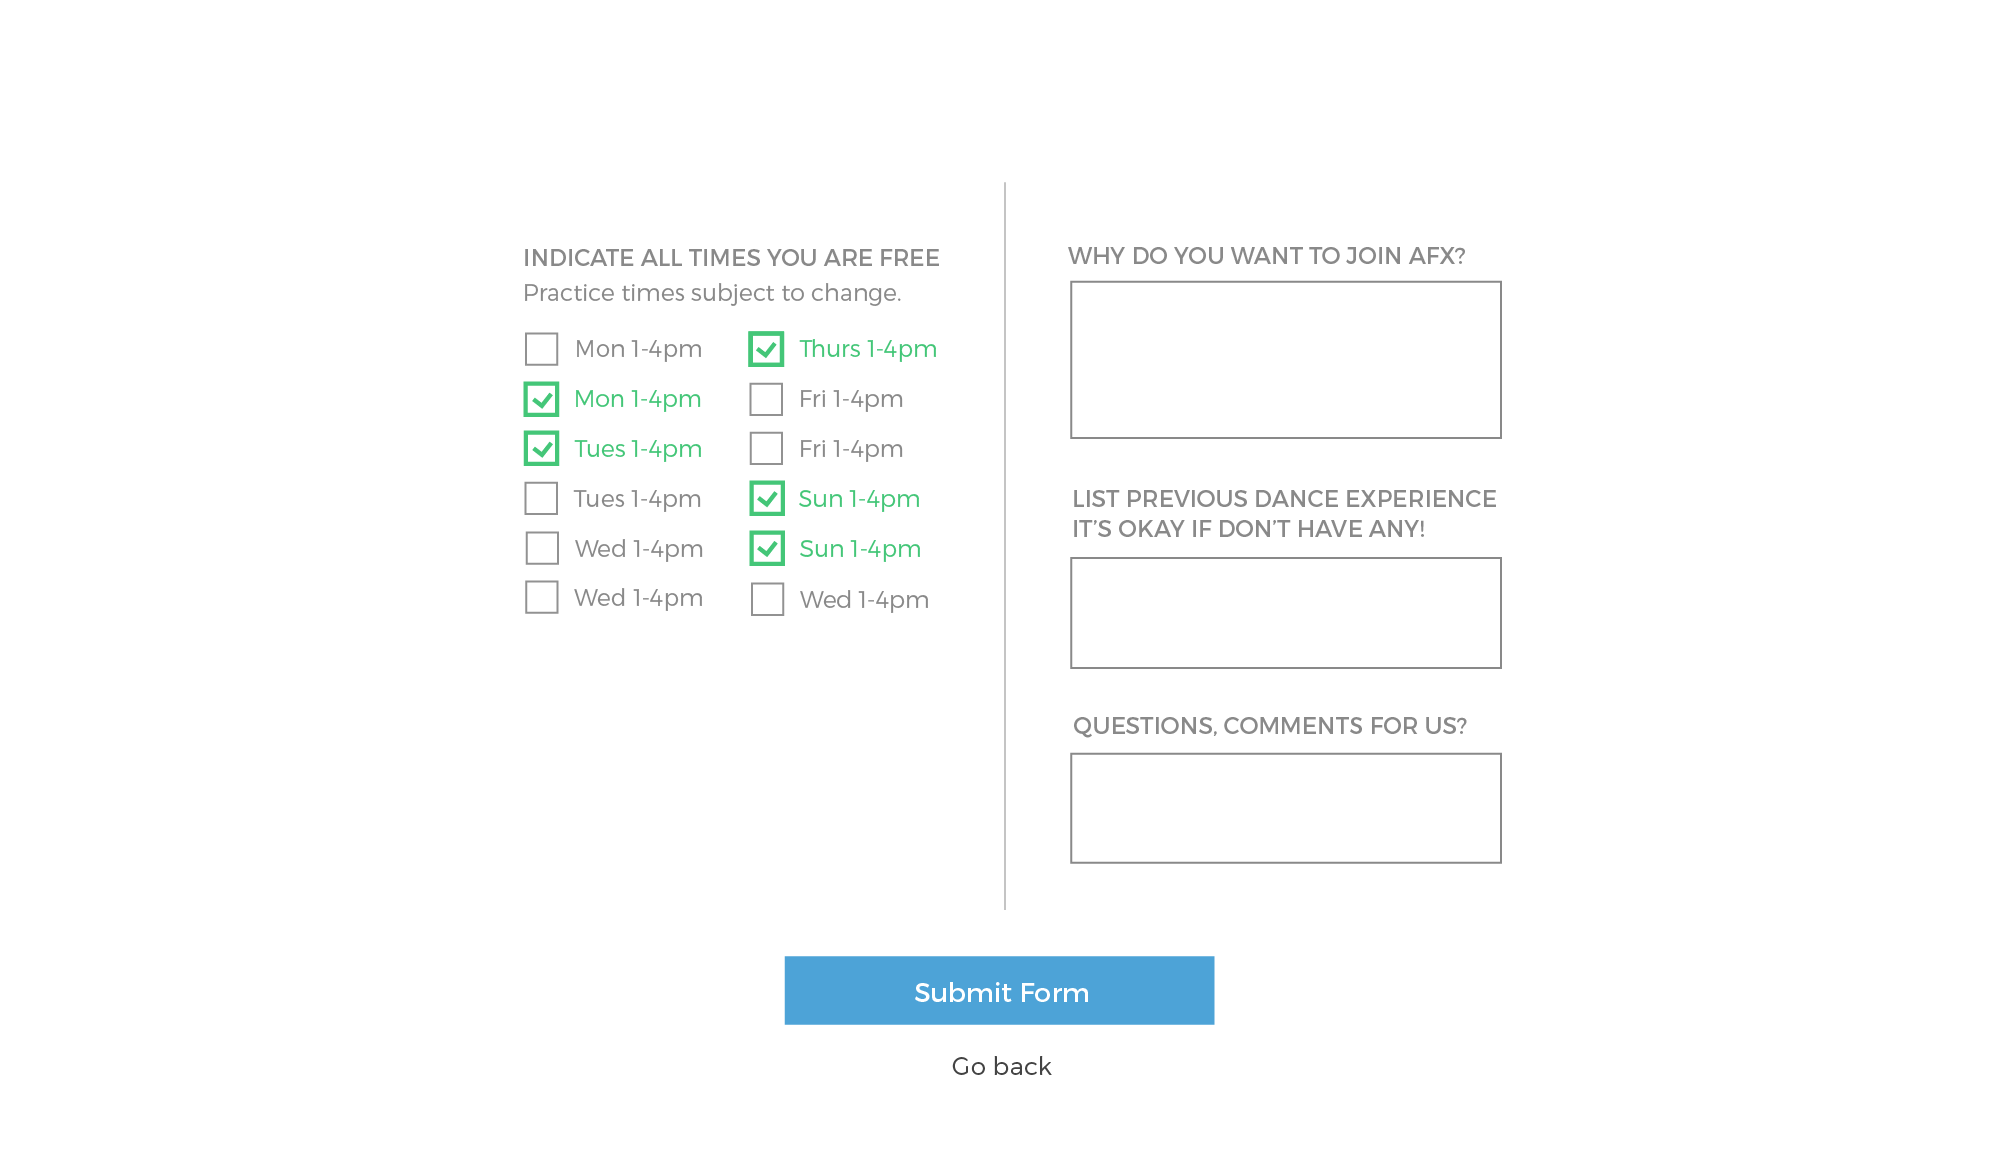 INDICATE ALL TIMES YOU ARE FREE
Practice times subject to change.
Mon 1-4pm
Mon 1-4pm
Tues 1-4pm
Tues 1-4pm
Wed 1-4pm
Wed 1-4pm
Thurs 1-4pm
Fri 1-4pm
Fri 1-4pm
Sun 1-4pm
Sun 1-4pm
Wed 1-4pm
WHY DO YOU WANT TO JOIN AFX?
LIST PREVIOUS DANCE EXPERIENCE
IT’S OKAY IF DON’T HAVE ANY!
QUESTIONS, COMMENTS FOR US?
Submit Form
Go back